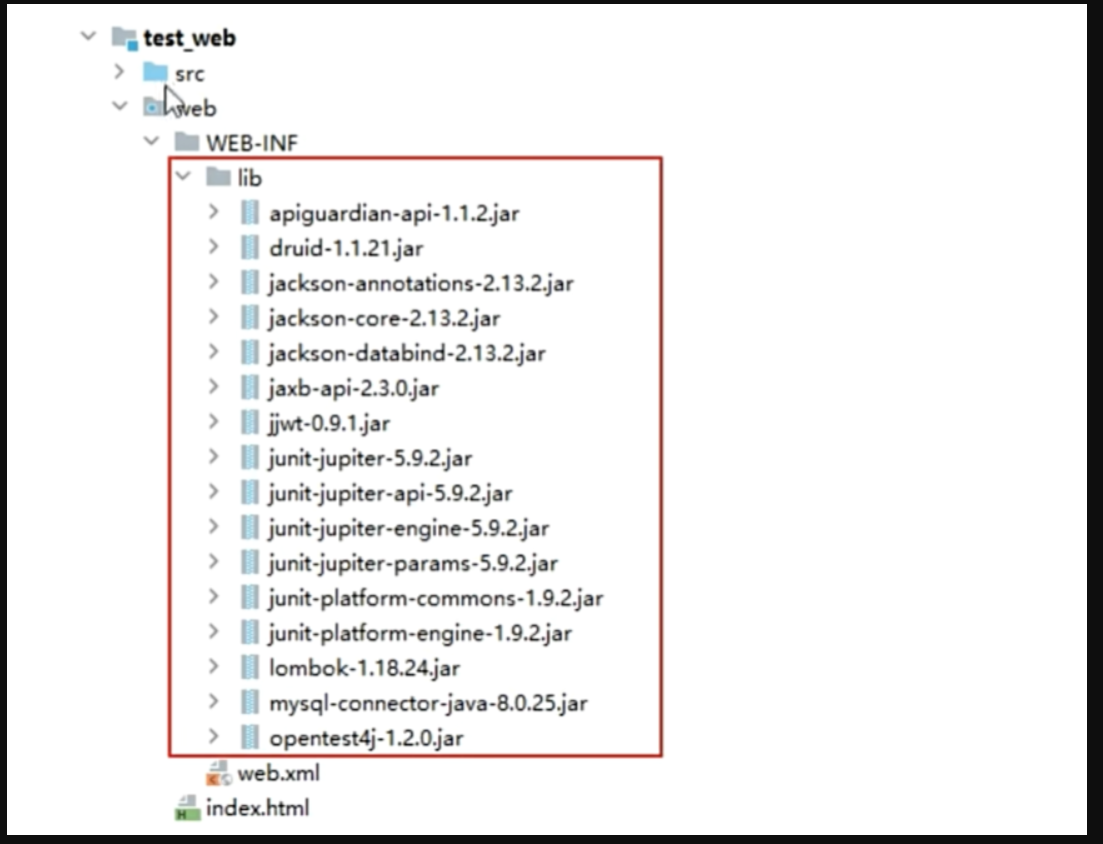 test_web
src
web
WEB-INF
lib
apiguardian-api-1.1.2.jar
druid-1.1.21.jar
jackson-annotations-2.13.2.jar
jackson-core-2.13.2.jar
jackson-databind-2.13.2.jar
jaxb-api-2.3.0.jar
jjwt-0.9.1.jar
junit-jupiter-5.9.2.jar
junit-jupiter-api-5.9.2.jar
junit-jupiter-engine-5.9.2.jar
junit-jupiter-params-5.9.2.jar
junit-platform-commons-1.9.2.jar
junit-platform-engine-1.9.2.jar
lombok-1.18.24.jar
mysql-connector-java-8.0.25.jar
opentest4j-1.2.0.jar
web.xml
index.html